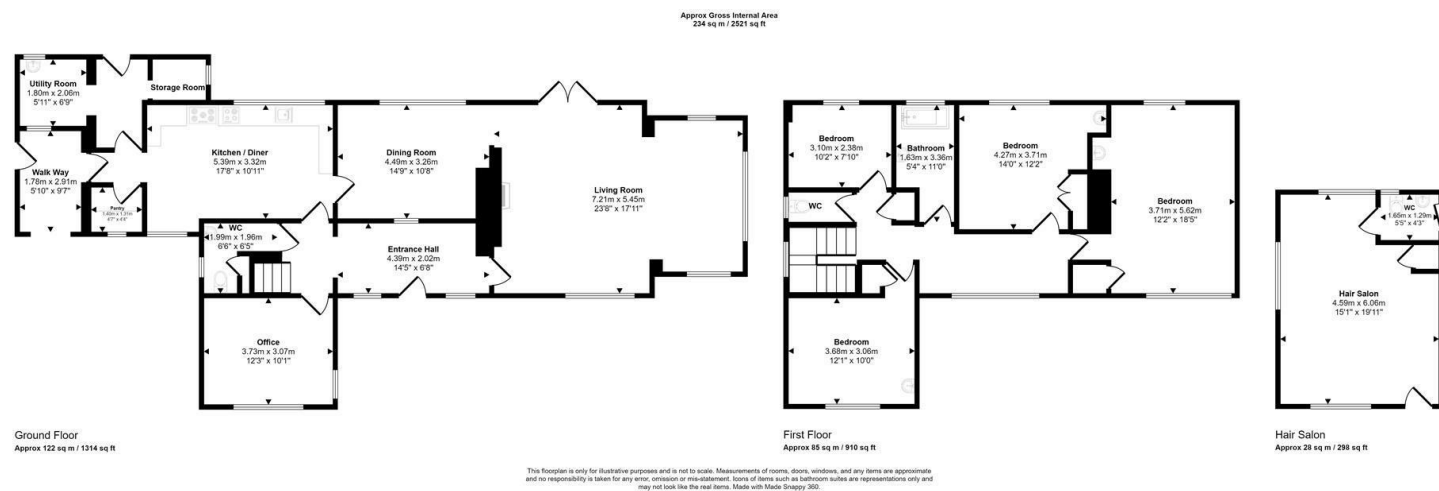 Approx Gross Internal Area
234 sq m / 2521 sq ft
Utility Room
1.80m x 2.06m
5'11" x 6'9"
Storage Room
Walk Way
1.78m x 2.91m
5'10" x 9'7"
Pantry
Kitchen / Diner
5.39m x 3.32m
17'8" x 10'11"
Dining Room
4.49m x 3.26m
14'9" x 10'8"
Living Room
7.21m x 5.45m
23'8" x 17'11"
WC
1.99m x 1.96m
6'6" x 6'5"
Entrance Hall
4.39m x 2.02m
14'5" x 6'8"
Office
3.73m x 3.07m
12'3" x 10'1"
Ground Floor
Approx 122 sq m / 1314 sq ft
Bedroom
3.10m x 2.38m
10'2" x 7'10"
Bathroom
1.63m x 3.36m
5'4" x 11'0"
Bedroom
4.27m x 3.71m
14'0" x 12'2"
Bedroom
3.71m x 5.62m
12'2" x 18'5"
WC
Bedroom
3.68m x 3.06m
12'1" x 10'0"
First Floor
Approx 85 sq m / 910 sq ft
WC
1.65m x 1.29m
5'5" x 4'3"
Hair Salon
4.59m x 6.06m
15'1" x 19'11"
Hair Salon
Approx 28 sq m / 298 sq ft
This floorplan is only for illustrative purposes and is not to scale. Measurements of rooms, doors, windows, and any items are approximate
and no responsibility is taken for any error, omission or mis-statement. Icons of items such as bathroom suites are representations only and
may not look like the real items. Made with Made Snappy 360.